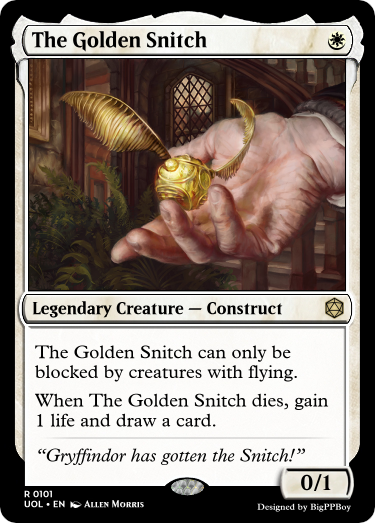 The Golden Snitch
Legendary Creature — Construct
The Golden Snitch can only be
blocked by creatures with flying.
When The Golden Snitch dies, gain
1 life and draw a card.
“Gryffindor has gotten the Snitch!”
0/1
R 0101
UOL • EN Allen Morris
Designed by BigPPBoy